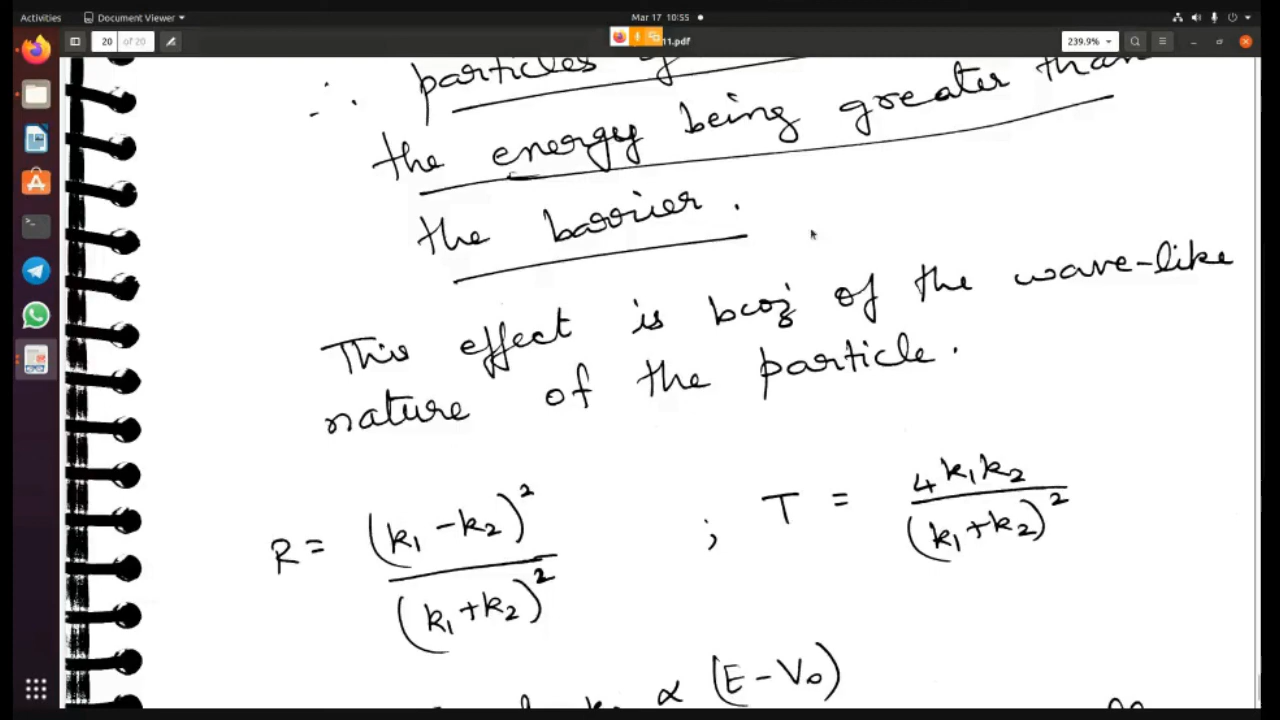 Activities Document Viewer Mar 17 10:55
20 of 20 11.pdf 239.9%
∴ particles
the energy being greater than
the barrier.
This effect is bcoz of the wave-like
nature of the particle.
R = (k₁ - k₂)² / (k₁ + k₂)² ; T = 4k₁k₂ / (k₁ + k₂)²
∝ (E - V₀)